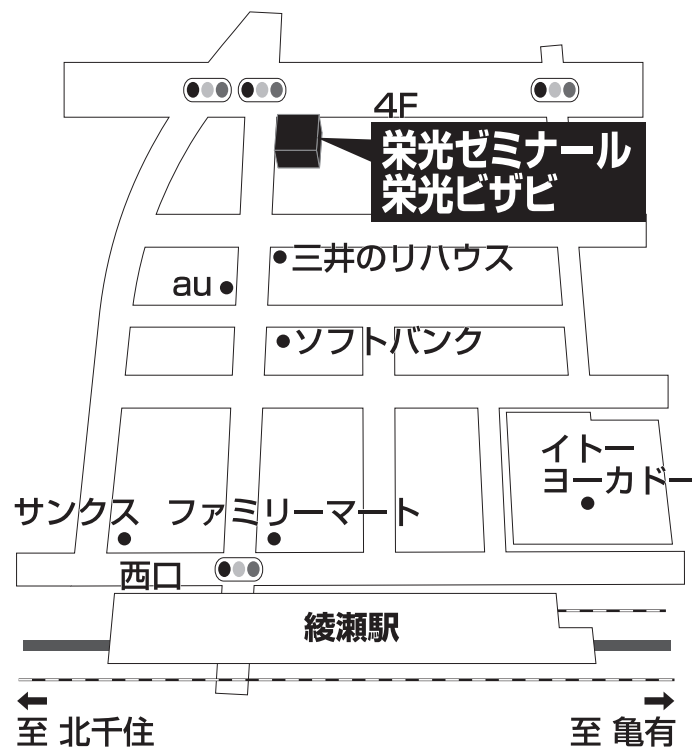 4F
栄光ゼミナール
栄光ビザビ
三井のリハウス
au
ソフトバンク
イトー
ヨーカドー
サンクス
ファミリーマート
西口
綾瀬駅
至 北千住
至 亀有